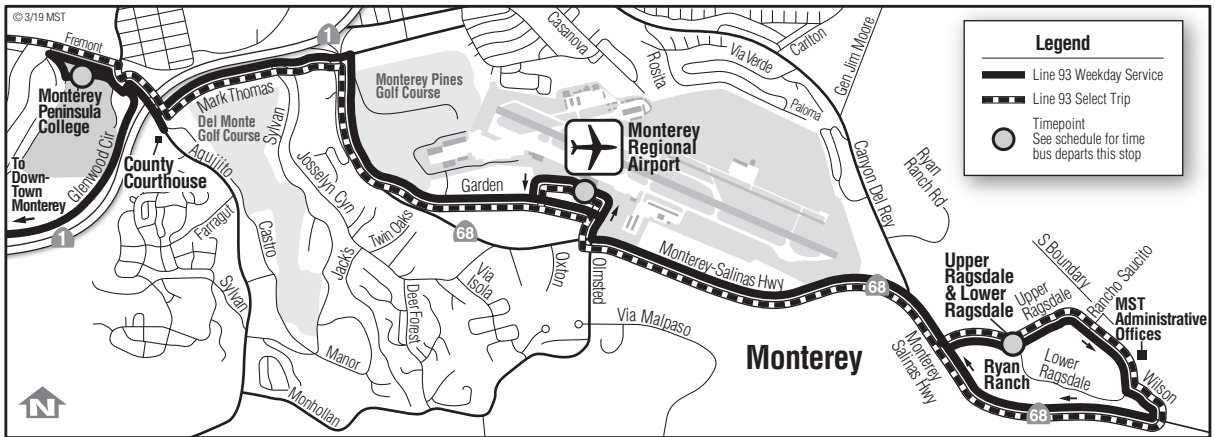 © 3/19 MST
Fremont
1
Monterey
Peninsula
College
To
Down-
Town
Monterey
Glenwood Cir
1
County
Courthouse
Mark Thomas
Del Monte
Golf Course
Aguijito
Sylvan
Josselyn Cyn
Farragut
Castro
Sylvan
Jacks
Twin Oaks
Deer Forest
Manor
Monhollan
Via
Isola
Monterey Pines
Golf Course
Garden
68
Oxton
Olmsted
Via Malpaso
Monterey
Regional
Airport
Casanova
Rosita
Via Verde
Carlton
Paloma
Gen Jim Moore
Canyon Del Rey
Ryan
Ranch Rd
Monterey-Salinas Hwy
68
Monterey
Monterey
Salinas Hwy
Upper
Ragsdale
& Lower
Ragsdale
Upper
Ragsdale
S.Boundary
Rancho Saucito
MST
Administrative
Offices
Ryan
Ranch
Lower
Ragsdale
Wilson
68
N
Legend
Line 93 Weekday Service
Line 93 Select Trip
Timepoint
See schedule for time
bus departs this stop